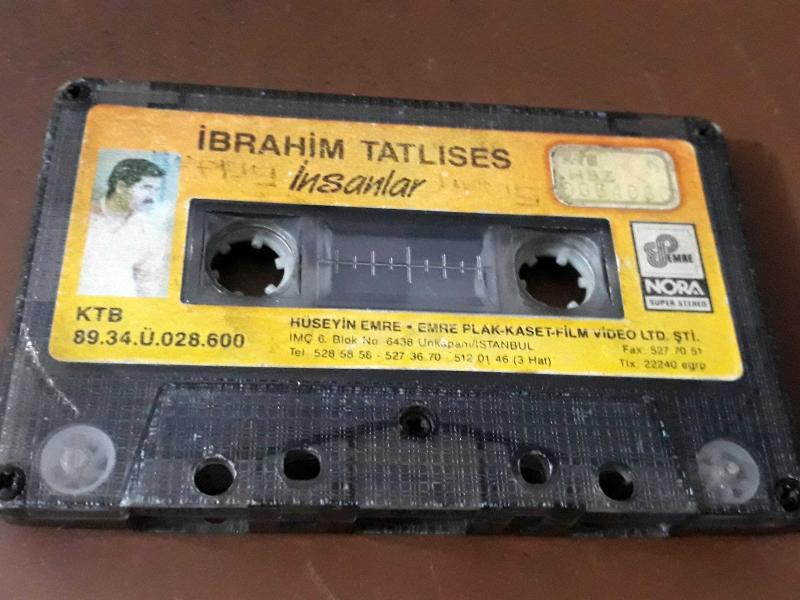 İBRAHİM TATLISES
İnsanlar
KTB
89.34.Ü.028.600
EMRE
NORA
SUPER STEREO
HÜSEYİN EMRE • EMRE PLAK-KASET-FİLM VİDEO LTD. ŞTİ.
İMÇ 6. Blok No: 6438 Unkapanı/İSTANBUL
Tel: 528 58 58 - 527 36 70 - 512 01 46 (3 Hat)
Fax: 527 70 51
Tlx: 22240 egrp